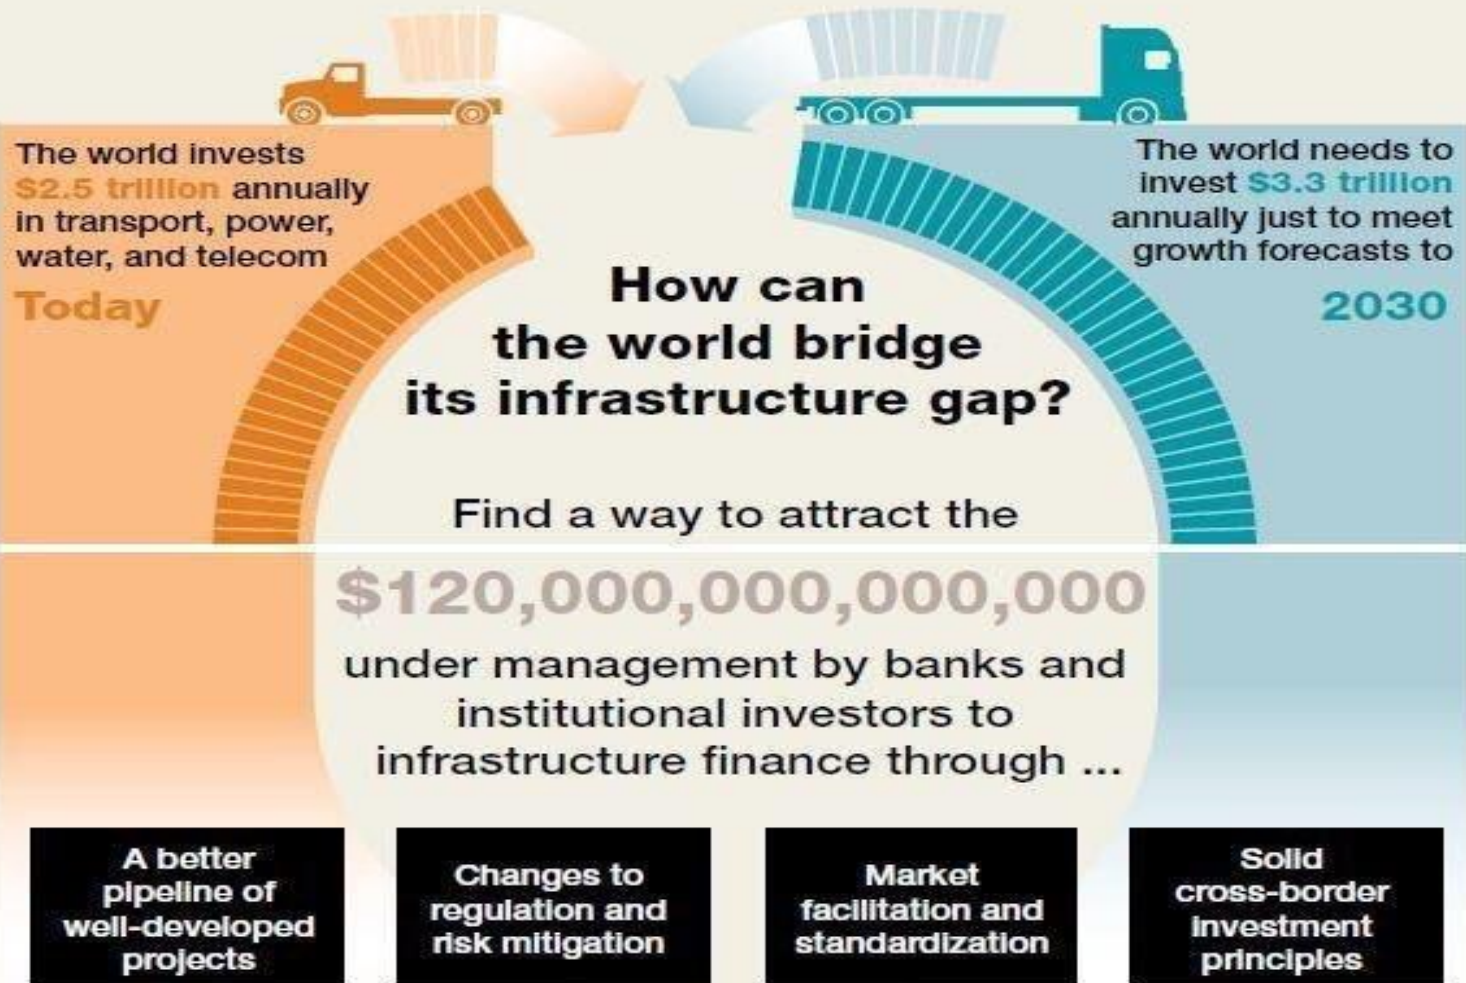 The world invests
$2.5 trillion annually
in transport, power,
water, and telecom
Today
The world needs to
invest $3.3 trillion
annually just to meet
growth forecasts to
2030
How can
the world bridge
its infrastructure gap?
Find a way to attract the
$120,000,000,000,000
under management by banks and
institutional investors to
infrastructure finance through ...
A better
pipeline of
well-developed
projects
Changes to
regulation and
risk mitigation
Market
facilitation and
standardization
Solid
cross-border
investment
principles